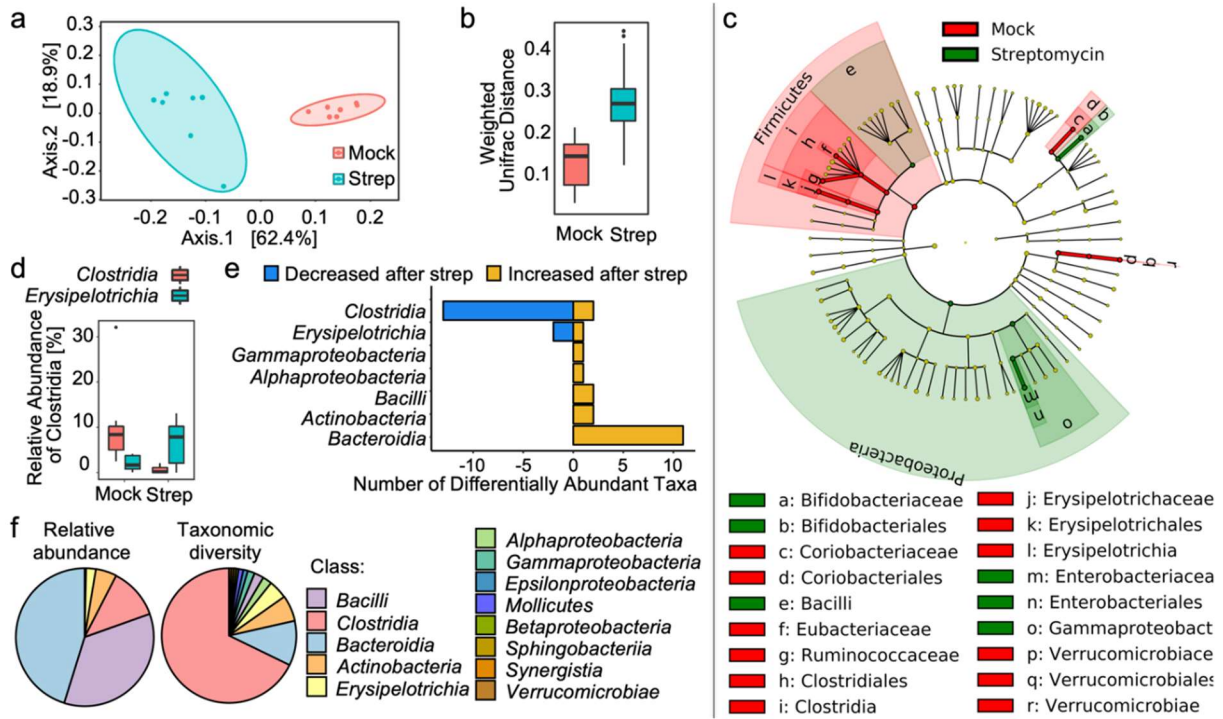 a
0.3
0.2
0.1
0.0
-0.1
-0.2
-0.3
Axis.2 [18.9%]
-0.2
-0.1
0.0
0.1
0.2
Axis.1 [62.4%]
Mock
Strep
b
Weighted
Unifrac Distance
0.4
0.3
0.2
0.1
Mock Strep
c
Mock
Streptomycin
Firmicutes
e
i
h
f
l
k
j
g
d
c
b
a
p
q
r
Proteobacteria
m
n
o
a: Bifidobacteriaceae
b: Bifidobacteriales
c: Coriobacteriaceae
d: Coriobacteriales
e: Bacilli
f: Eubacteriaceae
g: Ruminococcaceae
h: Clostridiales
i: Clostridia
j: Erysipelotrichaceae
k: Erysipelotrichales
l: Erysipelotrichia
m: Enterobacteriacea
n: Enterobacteriales
o: Gammaproteobact
p: Verrucomicrobiace
q: Verrucomicrobiales
r: Verrucomicrobiae
d
Clostridia
Erysipelotrichia
Relative Abundance
of Clostridia [%]
30
20
10
0
Mock Strep
e
Decreased after strep
Increased after strep
Clostridia
Erysipelotrichia
Gammaproteobacteria
Alphaproteobacteria
Bacilli
Actinobacteria
Bacteroidia
-10
-5
0
5
10
Number of Differentially Abundant Taxa
f
Relative
abundance
Taxonomic
diversity
Class:
Bacilli
Clostridia
Bacteroidia
Actinobacteria
Erysipelotrichia
Alphaproteobacteria
Gammaproteobacteria
Epsilonproteobacteria
Mollicutes
Betaproteobacteria
Sphingobacteriia
Synergistia
Verrucomicrobiae